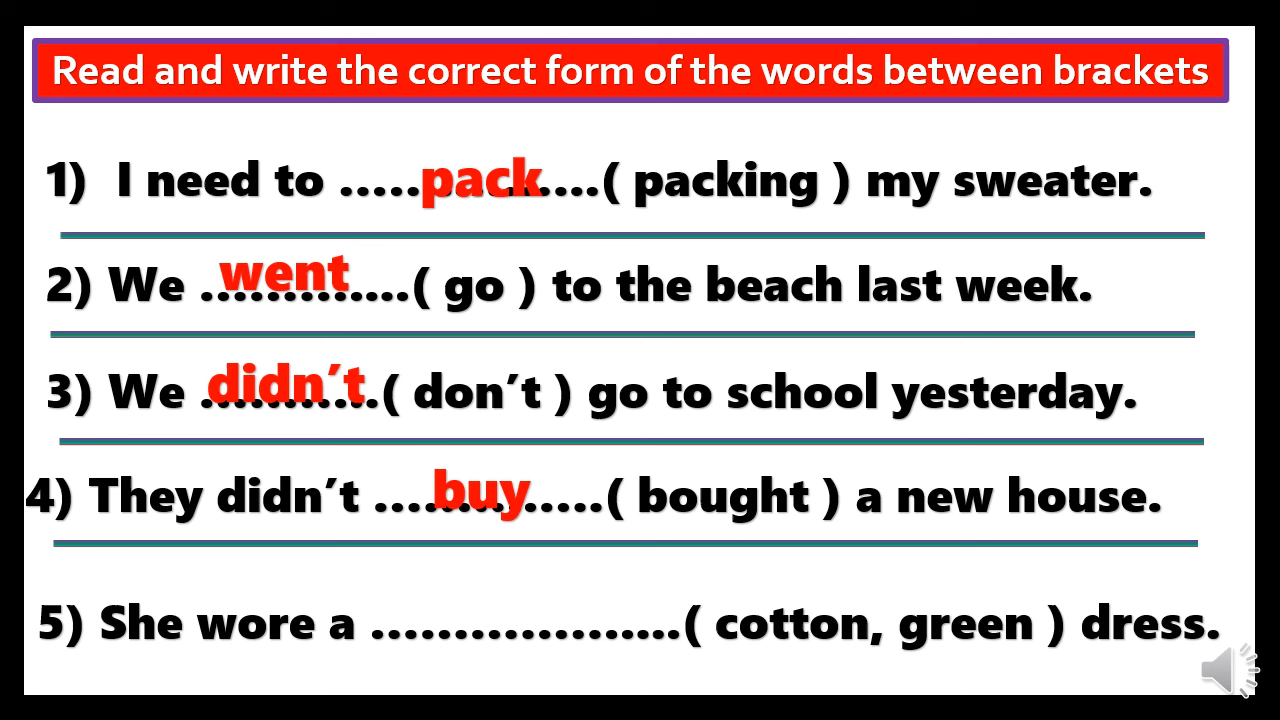 Read and write the correct form of the words between brackets
1) I need to .....pack....( packing ) my sweater.
2) We went.............( go ) to the beach last week.
3) We didn’t...........( don’t ) go to school yesterday.
4) They didn’t ....buy.....( bought ) a new house.
5) She wore a ....................( cotton, green ) dress.